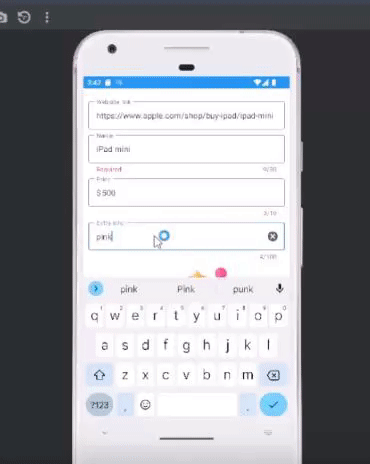 3:43
Website link
https://www.apple.com/shop/buy-ipad/ipad-mini
Name
iPad mini
Required
9/30
Price
$500
3/10
Extra info
pink
4/100
pink Pink punk
q w e r t y u i o p
a s d f g h j k l
z x c v b n m
?123 , .